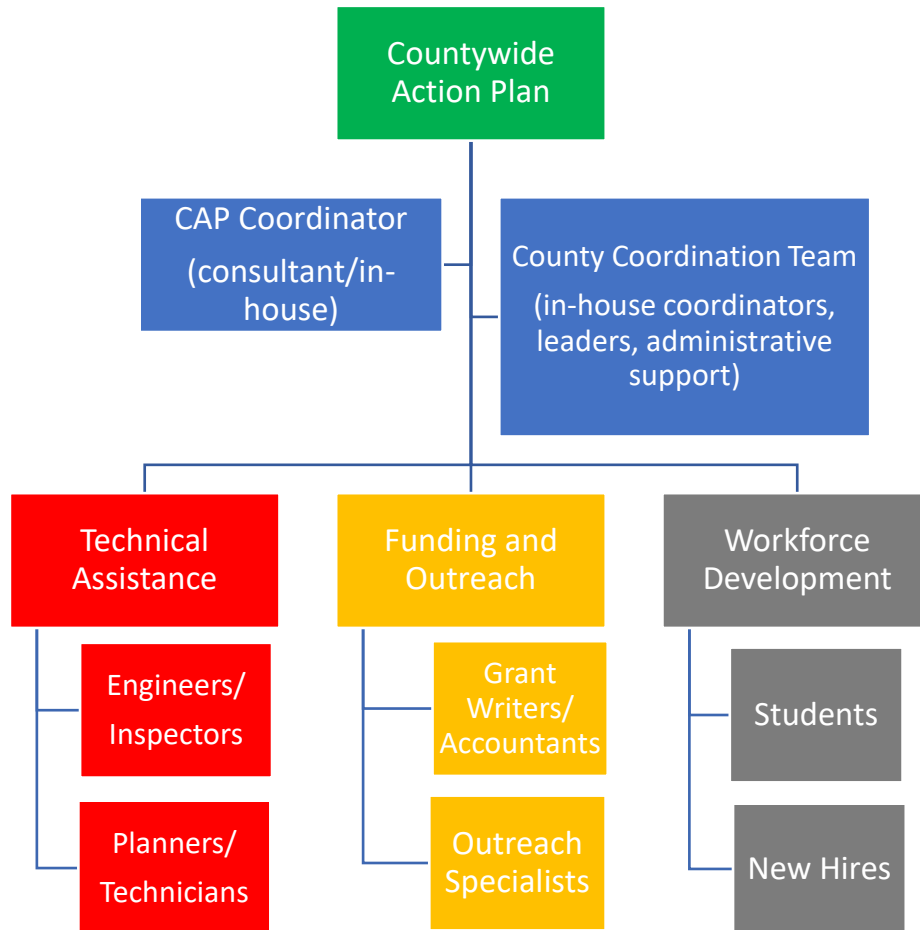 Countywide
Action Plan
CAP Coordinator
(consultant/in-
house)
County Coordination Team
(in-house coordinators,
leaders, administrative
support)
Technical
Assistance
Engineers/
Inspectors
Planners/
Technicians
Funding and
Outreach
Grant
Writers/
Accountants
Outreach
Specialists
Workforce
Development
Students
New Hires